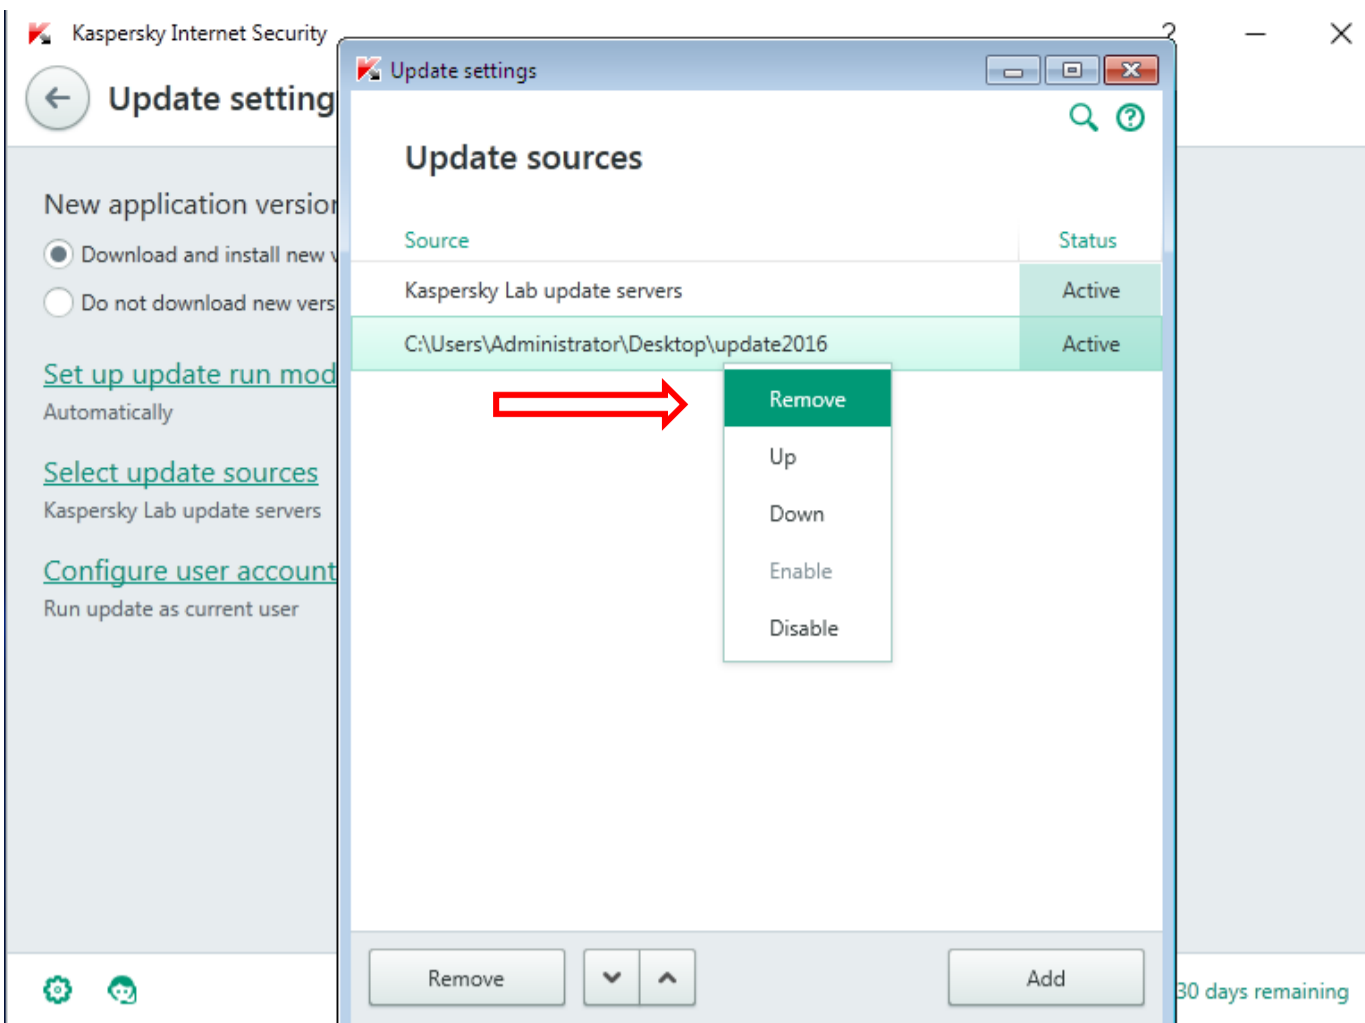 Kaspersky Internet Security
?
Update setting
New application version
Download and install new v
Do not download new vers
Set up update run mod
Automatically
Select update sources
Kaspersky Lab update servers
Configure user account
Run update as current user
Update settings
Update sources
Source Status
Kaspersky Lab update servers Active
C:\Users\Administrator\Desktop\update2016 Active
Remove
Up
Down
Enable
Disable
Remove Add
30 days remaining